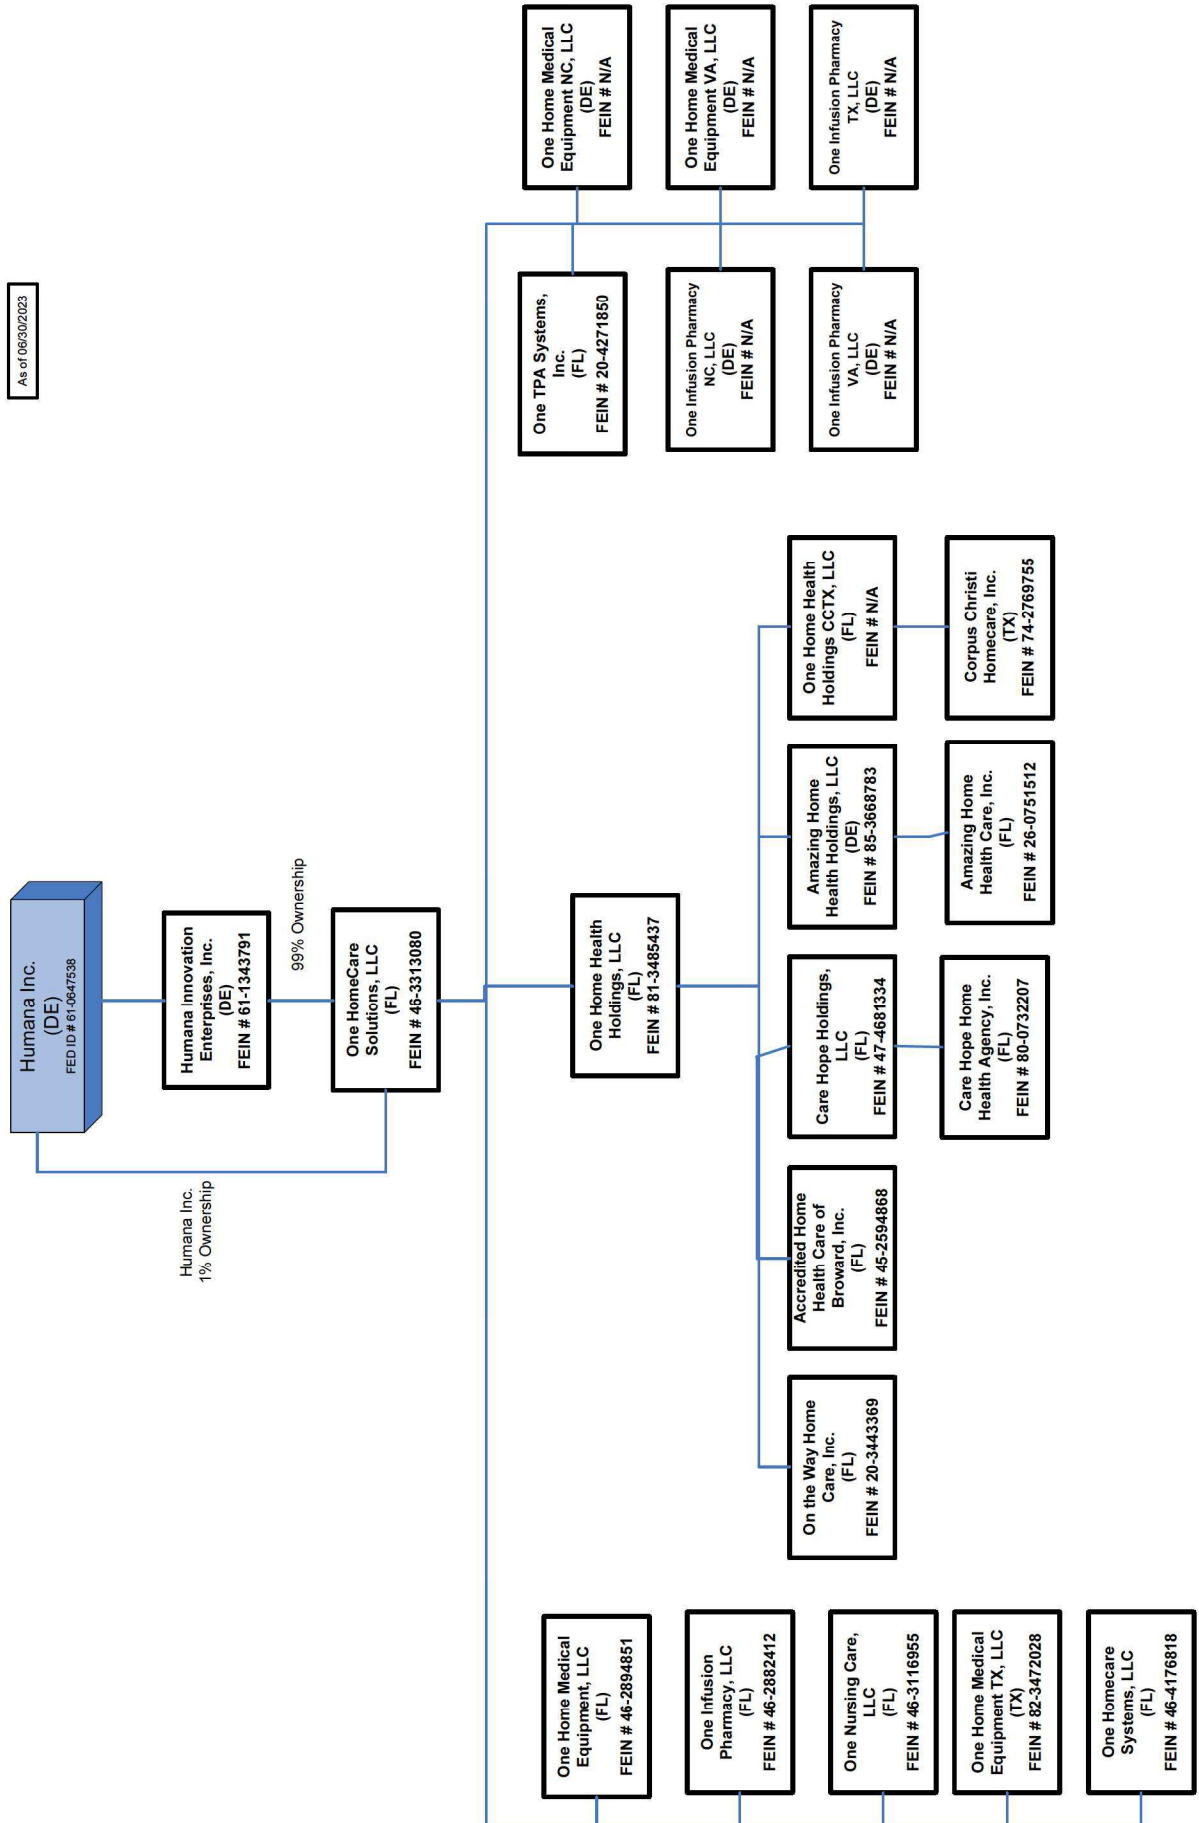 As of 06/30/2023
Humana Inc.
(DE)
FED ID # 61-0647538
Humana Inc.
1% Ownership
Humana Innovation
Enterprises, Inc.
(DE)
FEIN # 61-1343791
99% Ownership
One HomeCare
Solutions, LLC
(FL)
FEIN # 46-3313080
One Home Medical
Equipment, LLC
(FL)
FEIN # 46-2894851
One Infusion
Pharmacy, LLC
(FL)
FEIN # 46-2882412
One Nursing Care,
LLC
(FL)
FEIN # 46-3116955
One Home Medical
Equipment TX, LLC
(TX)
FEIN # 82-3472028
One Homecare
Systems, LLC
(FL)
FEIN # 46-4176818
One Home Health
Holdings, LLC
(FL)
FEIN # 81-3485437
On the Way Home
Care, Inc.
(FL)
FEIN # 20-3443369
Accredited Home
Health Care of
Broward, Inc.
(FL)
FEIN # 45-2594868
Care Hope Holdings,
LLC
(FL)
FEIN # 47-4681334
Care Hope Home
Health Agency, Inc.
(FL)
FEIN # 80-0732207
Amazing Home
Health Holdings, LLC
(DE)
FEIN # 85-3668783
Amazing Home
Health Care, Inc.
(FL)
FEIN # 26-0751512
One Home Health
Holdings CCTX, LLC
(FL)
FEIN # N/A
Corpus Christi
Homecare, Inc.
(TX)
FEIN # 74-2769755
One TPA Systems,
Inc.
(FL)
FEIN # 20-4271850
One Home Medical
Equipment NC, LLC
(DE)
FEIN # N/A
One Infusion Pharmacy
NC, LLC
(DE)
FEIN # N/A
One Home Medical
Equipment VA, LLC
(DE)
FEIN # N/A
One Infusion Pharmacy
VA, LLC
(DE)
FEIN # N/A
One Infusion Pharmacy
TX, LLC
(DE)
FEIN # N/A